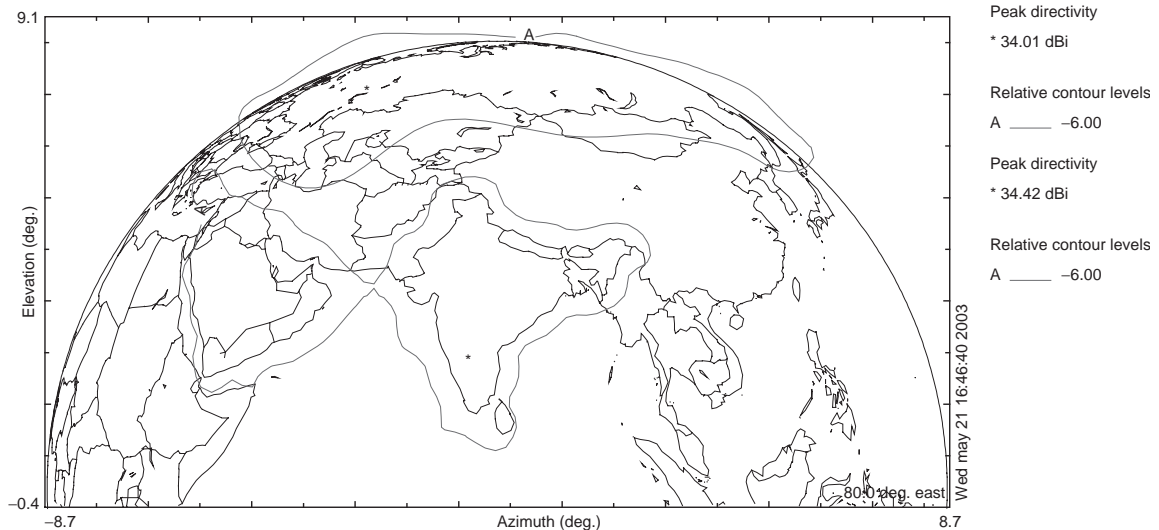 9.1
A
Elevation (deg.)
−0.4
−8.7
Azimuth (deg.)
8.7
80.0 deg. east
Wed may 21 16:46:40 2003
Peak directivity
* 34.01 dBi
Relative contour levels
A −6.00
Peak directivity
* 34.42 dBi
Relative contour levels
A −6.00